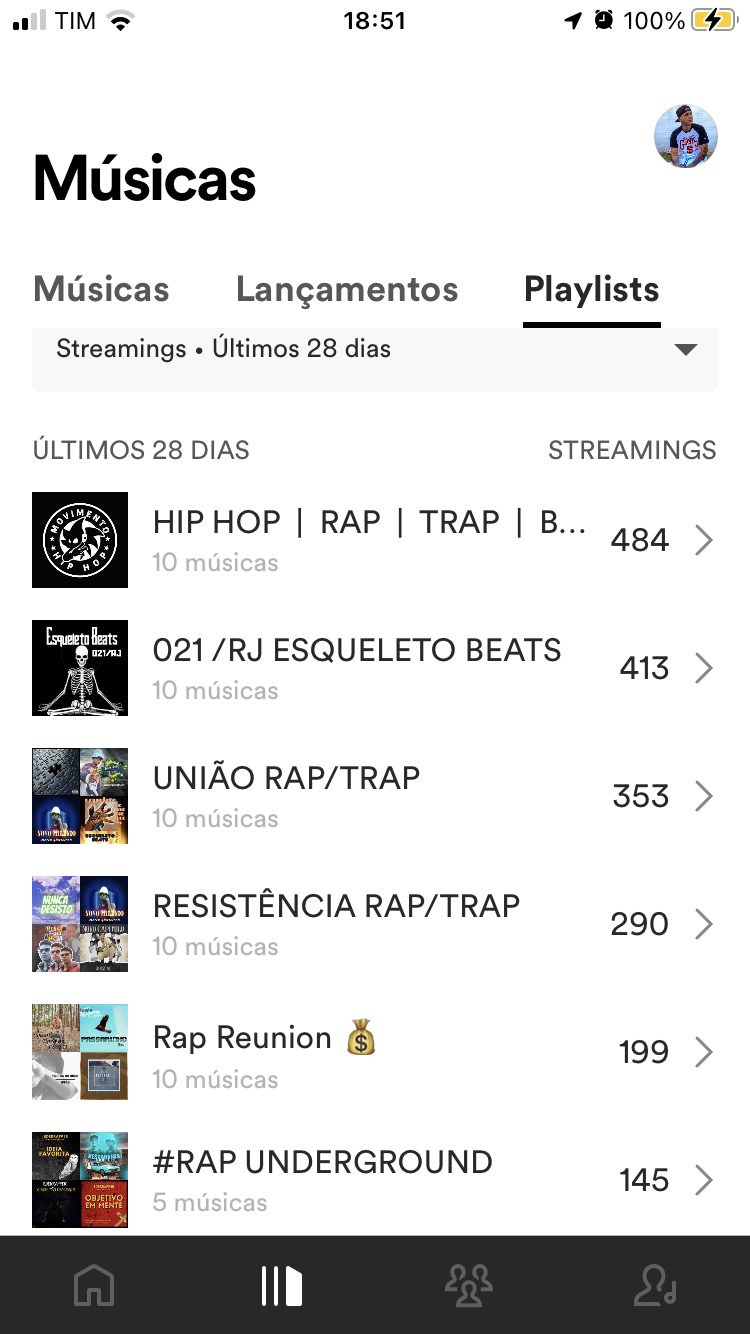 TIM
18:51
100%
Músicas
Músicas Lançamentos Playlists
Streamings • Últimos 28 dias
ÚLTIMOS 28 DIAS STREAMINGS
MOVIMENTO
HIP HOP
HIP HOP | RAP | TRAP | B...
484
10 músicas
Esqueleto Beats
021/RJ
021 /RJ ESQUELETO BEATS
413
10 músicas
UNIÃO RAP/TRAP
353
10 músicas
NUNCA
DESISTO
RESISTÊNCIA RAP/TRAP
290
10 músicas
PASSARINHO
Rap Reunion 💰
199
10 músicas
IDEIA
FAVORITA
OBJETIVO
EM MENTE
#RAP UNDERGROUND
145
5 músicas